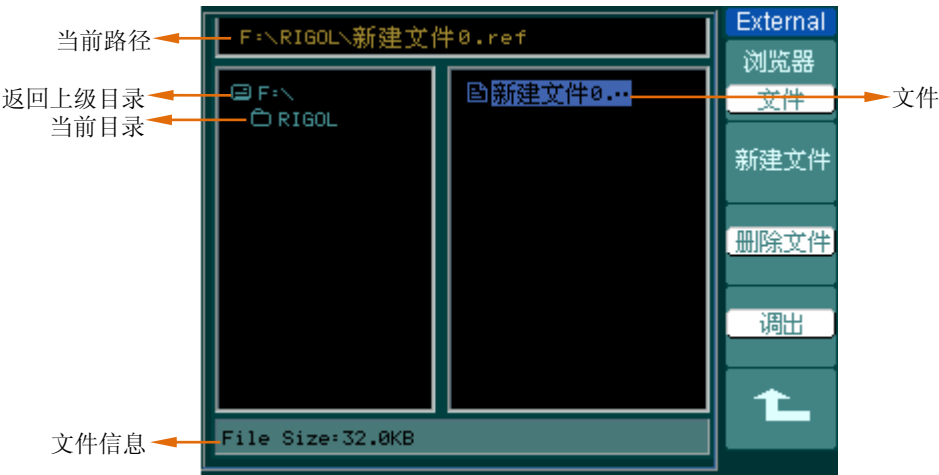 当前路径
F:\RIGOL\新建文件0.ref
External
浏览器
文件
返回上级目录
F:\
新建文件0.…
文件
当前目录
RIGOL
新建文件
删除文件
调出
文件信息
File Size:32.0KB